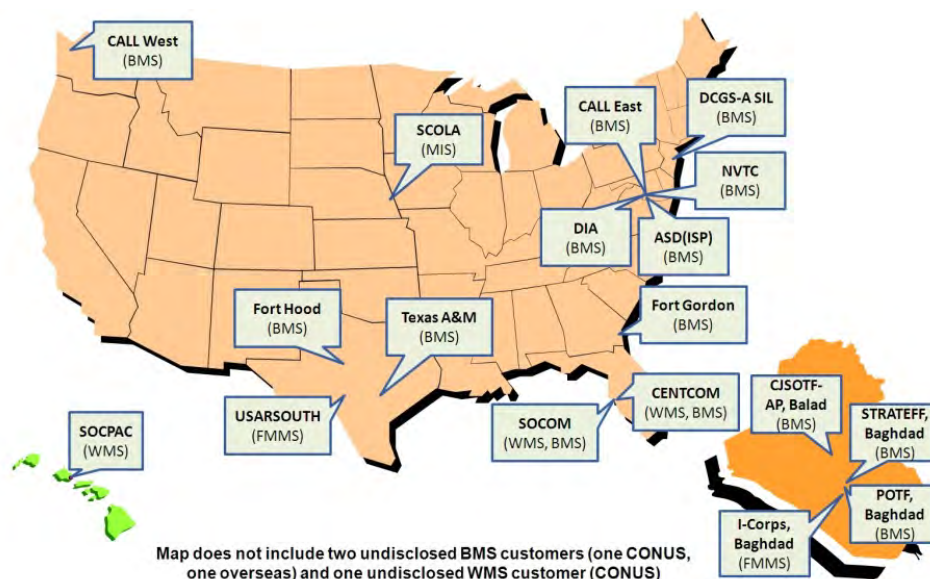 CALL West
(BMS)
SCOLA
(MIS)
CALL East
(BMS)
DCGS-A SIL
(BMS)
NVTC
(BMS)
DIA
(BMS)
ASD(ISP)
(BMS)
Fort Hood
(BMS)
Texas A&M
(BMS)
Fort Gordon
(BMS)
USARSOUTH
(FMMS)
SOCOM
(WMS, BMS)
CENTCOM
(WMS, BMS)
SOCPAC
(WMS)
CJSOTF-
AP, Balad
(BMS)
STRATEFF,
Baghdad
(BMS)
I-Corps,
Baghdad
(FMMS)
POTF,
Baghdad
(BMS)
Map does not include two undisclosed BMS customers (one CONUS,
one overseas) and one undisclosed WMS customer (CONUS)